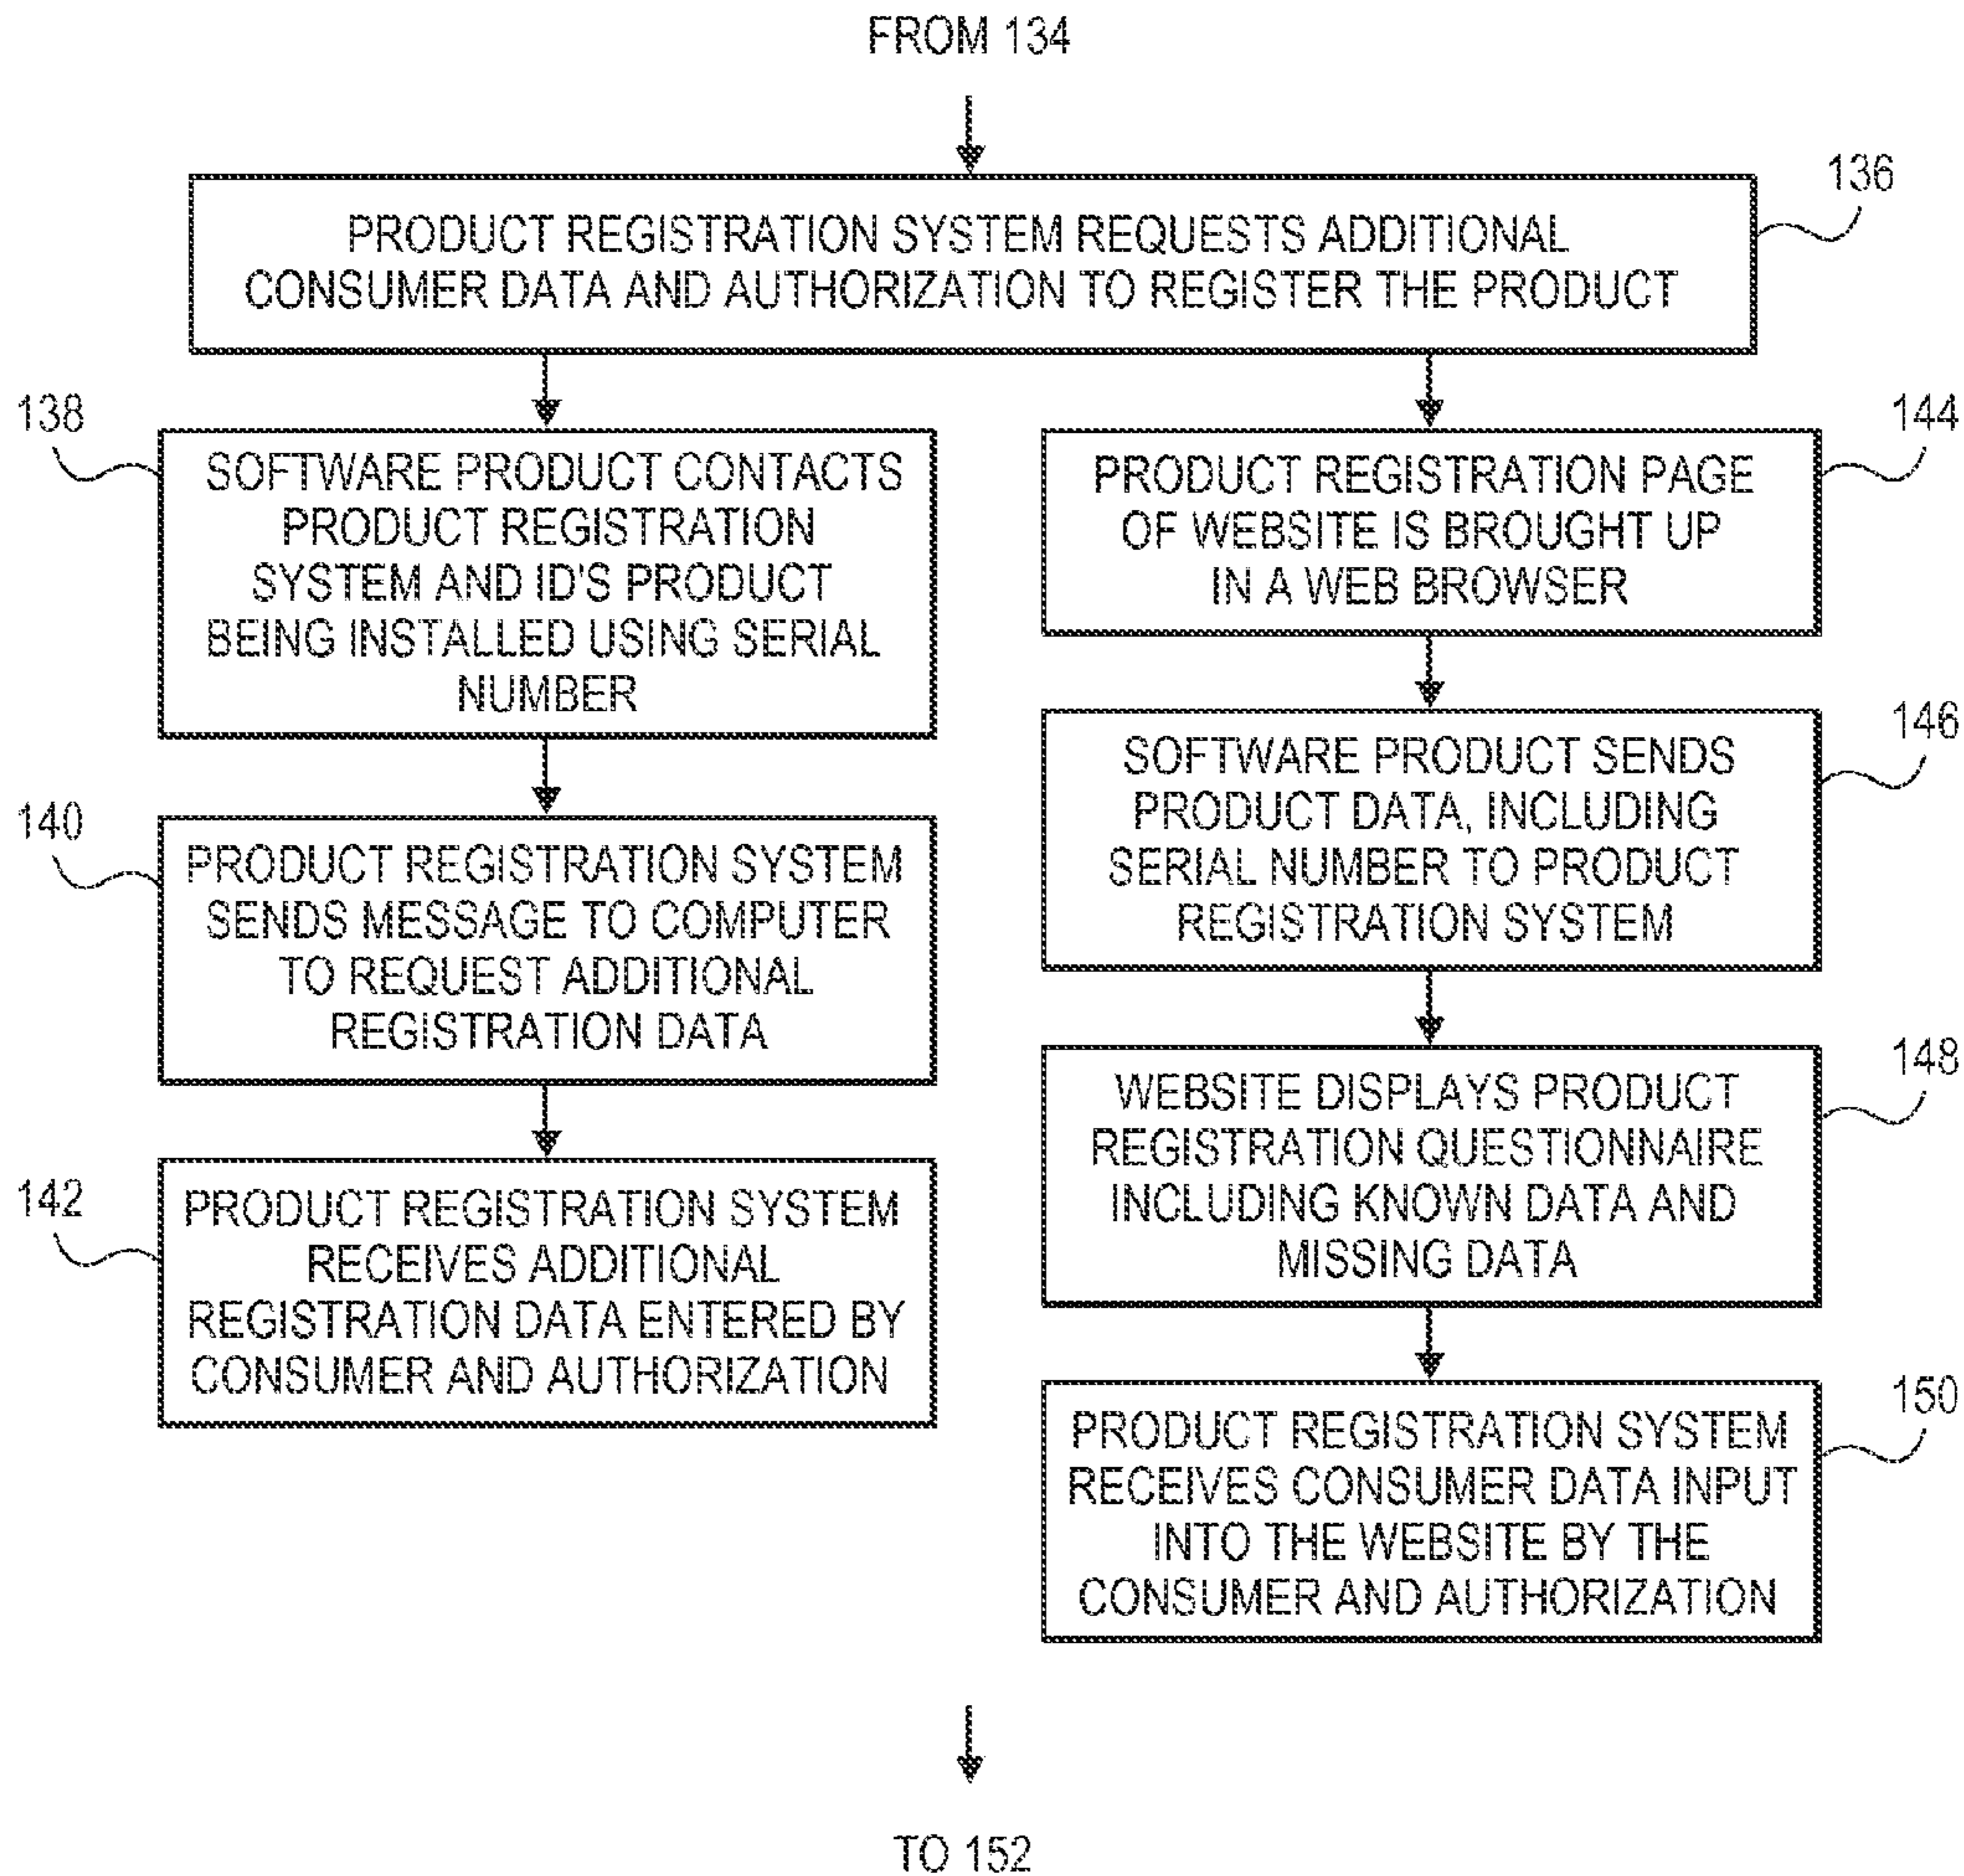 FROM 134
136
PRODUCT REGISTRATION SYSTEM REQUESTS ADDITIONAL
CONSUMER DATA AND AUTHORIZATION TO REGISTER THE PRODUCT
138
SOFTWARE PRODUCT CONTACTS
PRODUCT REGISTRATION
SYSTEM AND ID'S PRODUCT
BEING INSTALLED USING SERIAL
NUMBER
140
PRODUCT REGISTRATION SYSTEM
SENDS MESSAGE TO COMPUTER
TO REQUEST ADDITIONAL
REGISTRATION DATA
142
PRODUCT REGISTRATION SYSTEM
RECEIVES ADDITIONAL
REGISTRATION DATA ENTERED BY
CONSUMER AND AUTHORIZATION
144
PRODUCT REGISTRATION PAGE
OF WEBSITE IS BROUGHT UP
IN A WEB BROWSER
146
SOFTWARE PRODUCT SENDS
PRODUCT DATA, INCLUDING
SERIAL NUMBER TO PRODUCT
REGISTRATION SYSTEM
148
WEBSITE DISPLAYS PRODUCT
REGISTRATION QUESTIONNAIRE
INCLUDING KNOWN DATA AND
MISSING DATA
150
PRODUCT REGISTRATION SYSTEM
RECEIVES CONSUMER DATA INPUT
INTO THE WEBSITE BY THE
CONSUMER AND AUTHORIZATION
TO 152